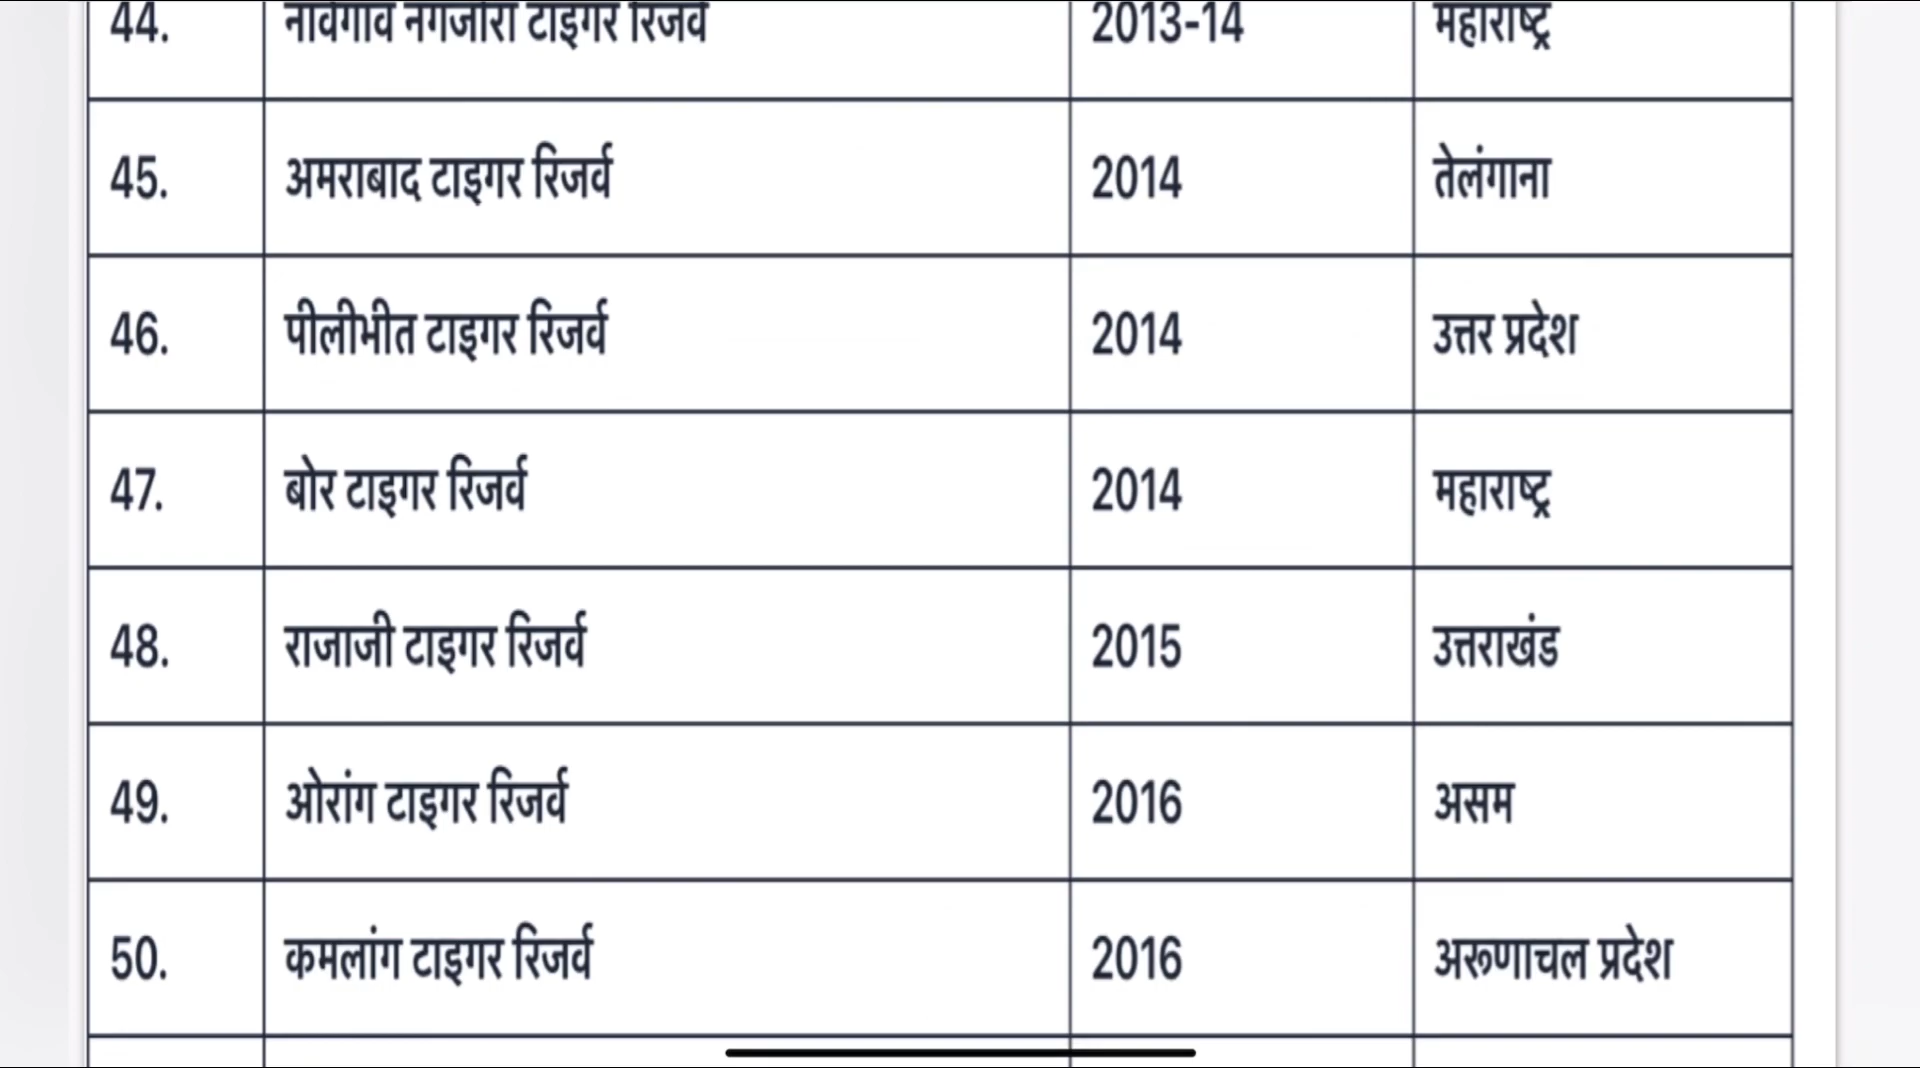 44. नावेगाव नगजीरा टाइगर रिजर्व 2013-14 महाराष्ट्र
45. अमराबाद टाइगर रिजर्व 2014 तेलंगाना
46. पीलीभीत टाइगर रिजर्व 2014 उत्तर प्रदेश
47. बोर टाइगर रिजर्व 2014 महाराष्ट्र
48. राजाजी टाइगर रिजर्व 2015 उत्तराखंड
49. ओरांग टाइगर रिजर्व 2016 असम
50. कमलांग टाइगर रिजर्व 2016 अरूणाचल प्रदेश